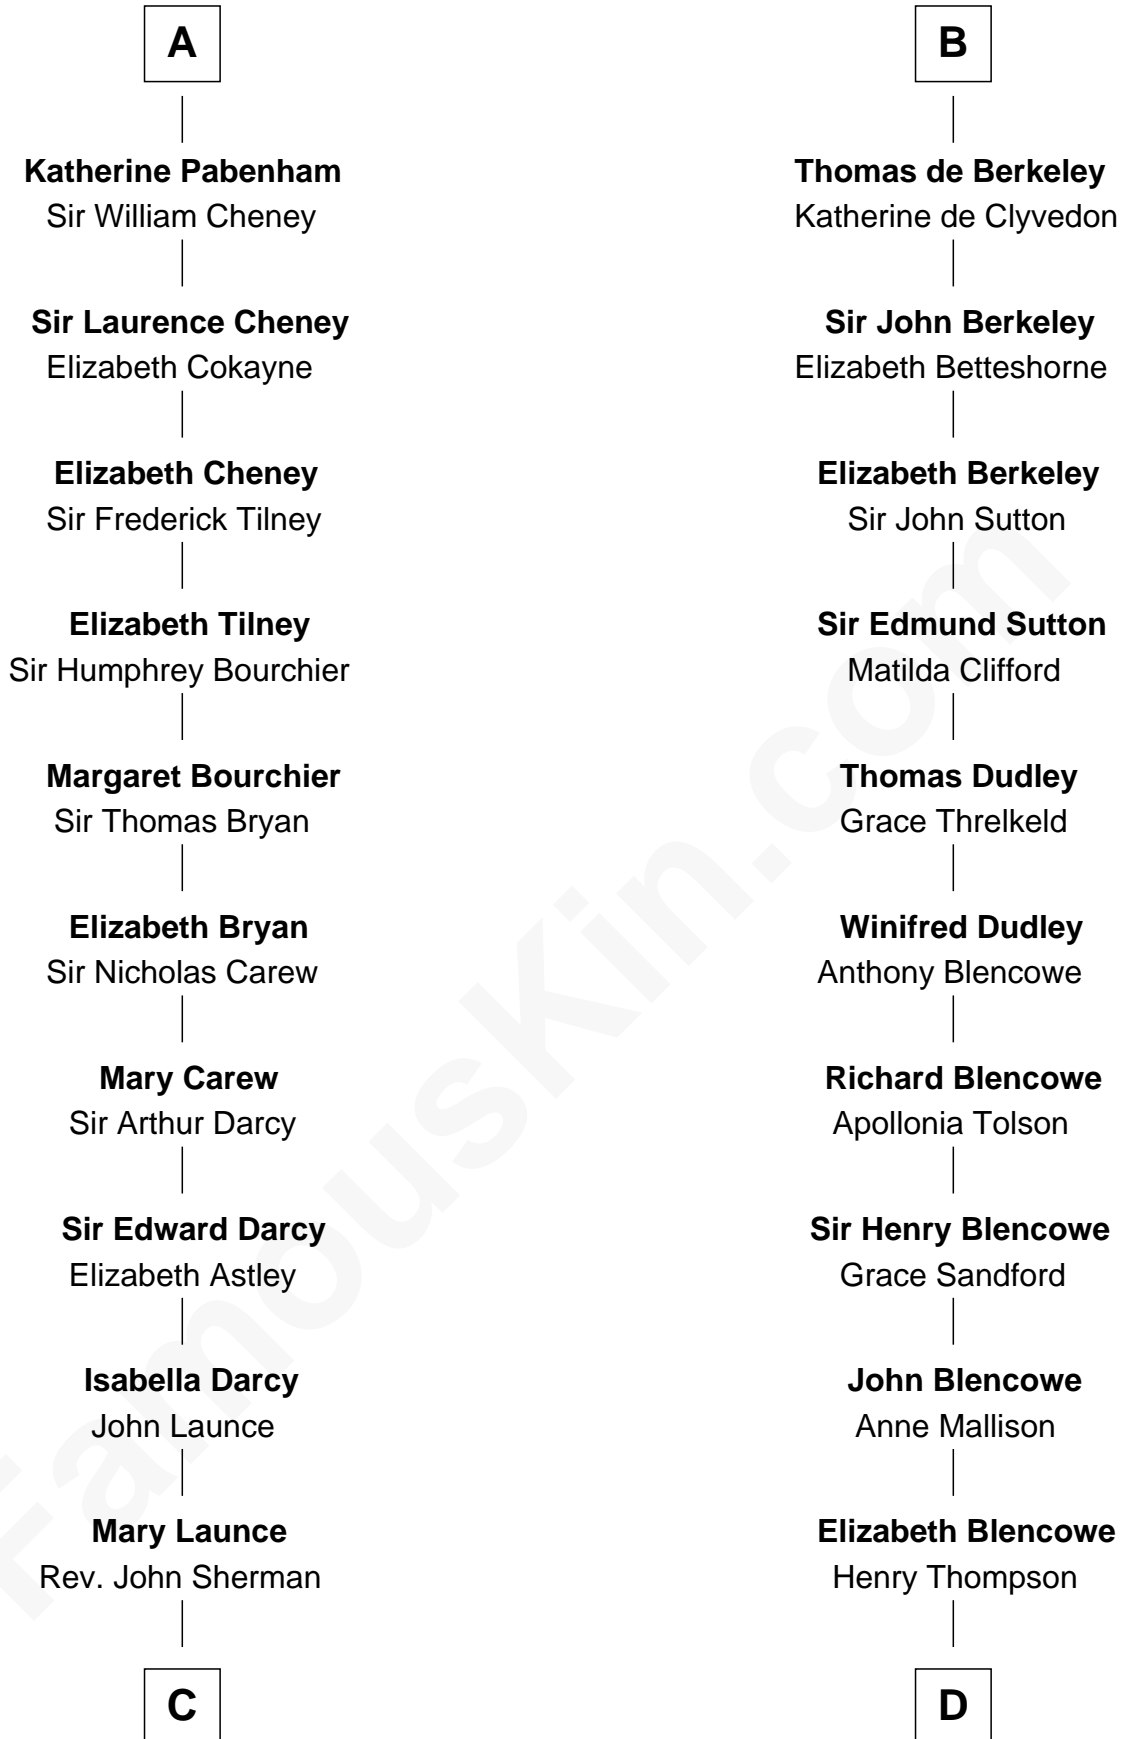 A
Katherine Pabenham
Sir William Cheney
Sir Laurence Cheney
Elizabeth Cokayne
Elizabeth Cheney
Sir Frederick Tilney
Elizabeth Tilney
Sir Humphrey Bourchier
Margaret Bourchier
Sir Thomas Bryan
Elizabeth Bryan
Sir Nicholas Carew
Mary Carew
Sir Arthur Darcy
Sir Edward Darcy
Elizabeth Astley
Isabella Darcy
John Launce
Mary Launce
Rev. John Sherman
C
B
Thomas de Berkeley
Katherine de Clyvedon
Sir John Berkeley
Elizabeth Betteshorne
Elizabeth Berkeley
Sir John Sutton
Sir Edmund Sutton
Matilda Clifford
Thomas Dudley
Grace Threlkeld
Winifred Dudley
Anthony Blencowe
Richard Blencowe
Apollonia Tolson
Sir Henry Blencowe
Grace Sandford
John Blencowe
Anne Mallison
Elizabeth Blencowe
Henry Thompson
D
FamousKin.com